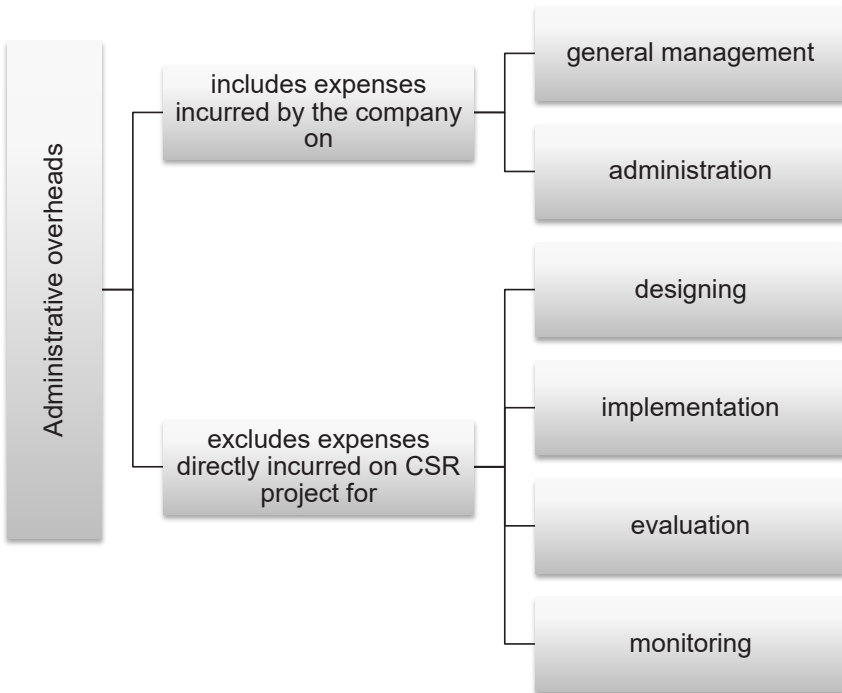 Administrative overheads
includes expenses
incurred by the company
on
general management
administration
excludes expenses
directly incurred on CSR
project for
designing
implementation
evaluation
monitoring